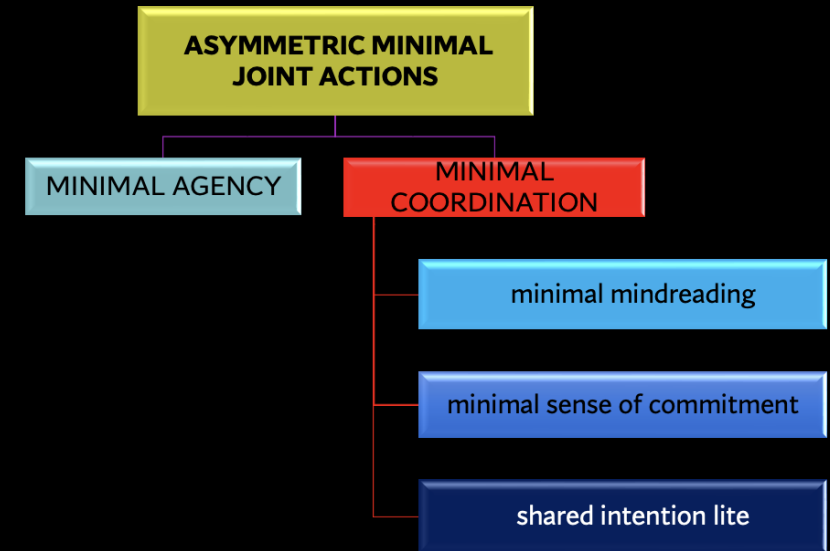 ASYMMETRIC MINIMAL
JOINT ACTIONS
MINIMAL AGENCY
MINIMAL
COORDINATION
minimal mindreading
minimal sense of commitment
shared intention lite